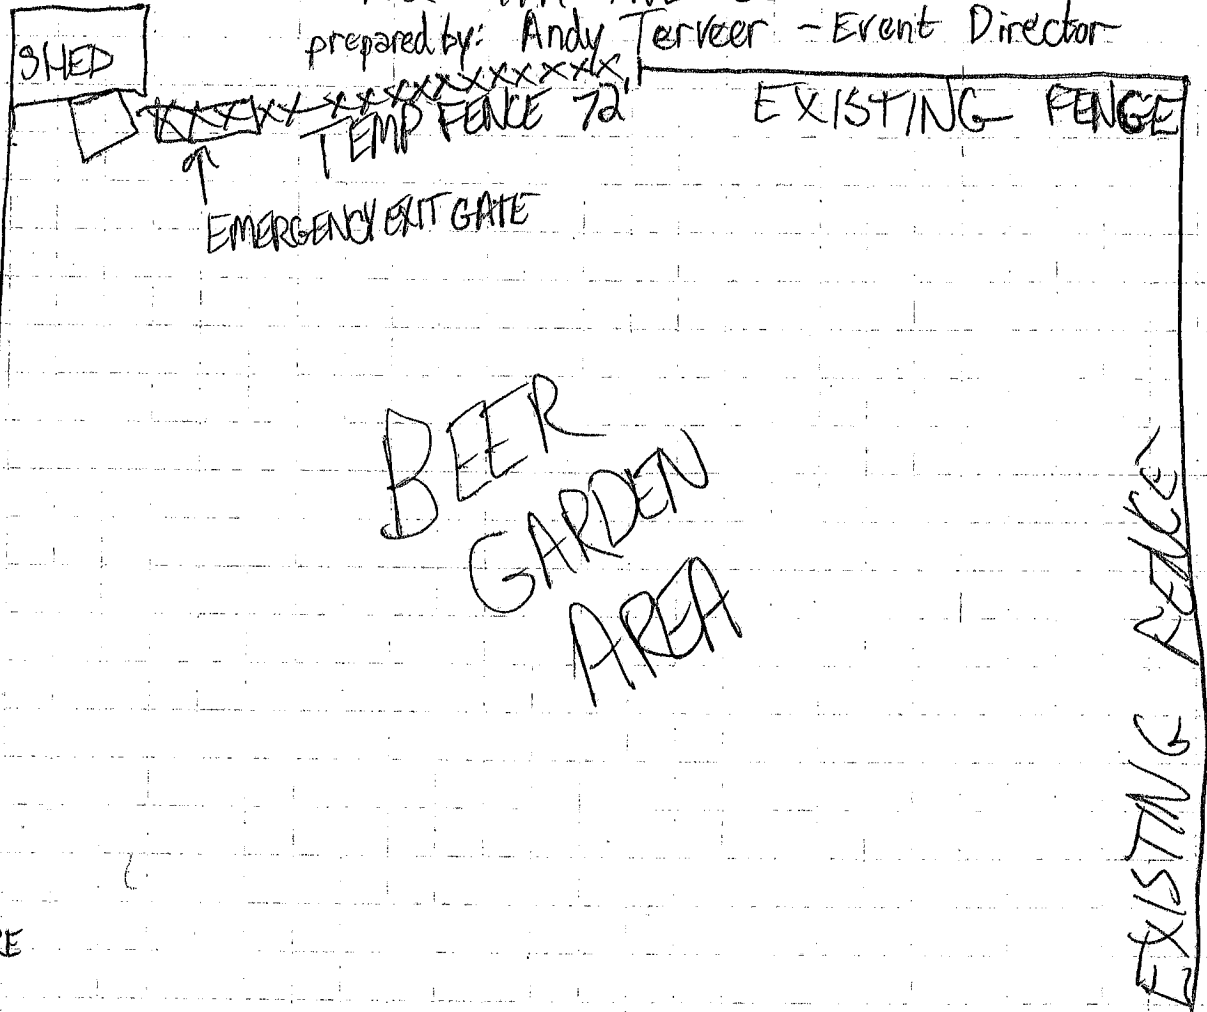 prepared by: Andy Terveer - Event Director
SHED
TEMP FENCE 72'
EXISTING FENGE
EMERGENCY EXIT GATE
BEER
GARDEN
AREA
EXISTING FENCE